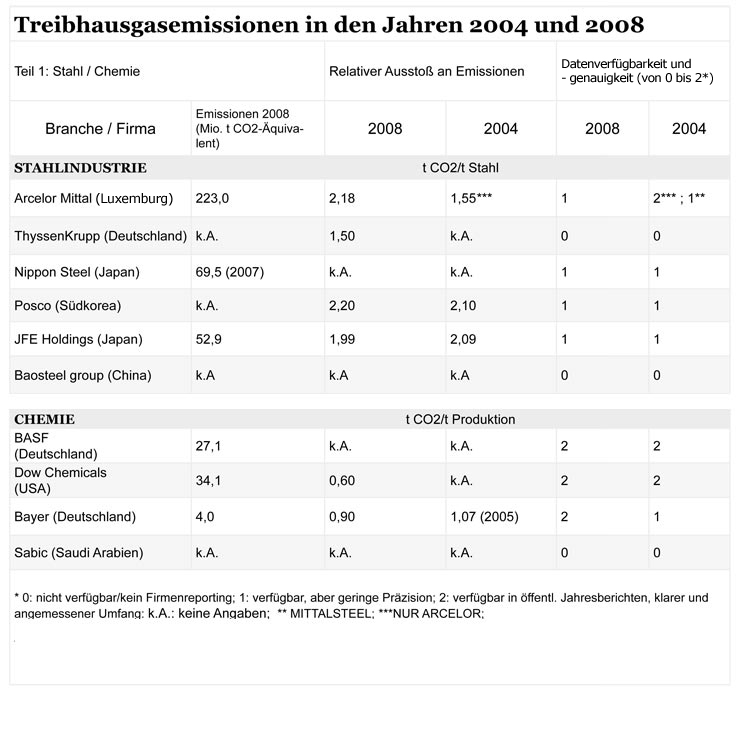 Treibhausgasemissionen in den Jahren 2004 und 2008
Teil 1: Stahl / Chemie
Relativer Ausstoß an Emissionen
Datenverfügbarkeit und
- genauigkeit (von 0 bis 2*)
Branche / Firma
Emissionen 2008
(Mio. t CO2-Äquiva-
lent)
2008
2004
2008
2004
STAHLINDUSTRIE t CO2/t Stahl
Arcelor Mittal (Luxemburg) 223,0 2,18 1,55*** 1 2*** ; 1**
ThyssenKrupp (Deutschland) k.A. 1,50 k.A. 0 0
Nippon Steel (Japan) 69,5 (2007) k.A. k.A. 1 1
Posco (Südkorea) k.A. 2,20 2,10 1 1
JFE Holdings (Japan) 52,9 1,99 2,09 1 1
Baosteel group (China) k.A k.A k.A 0 0
CHEMIE t CO2/t Produktion
BASF
(Deutschland) 27,1 k.A. k.A. 2 2
Dow Chemicals
(USA) 34,1 0,60 k.A. 2 2
Bayer (Deutschland) 4,0 0,90 1,07 (2005) 2 1
Sabic (Saudi Arabien) k.A. k.A. k.A. 0 0
* 0: nicht verfügbar/kein Firmenreporting; 1: verfügbar, aber geringe Präzision; 2: verfügbar in öffentl. Jahresberichten, klarer und
angemessener Umfang: k.A.: keine Angaben; ** MITTALSTEEL; ***NUR ARCELOR;